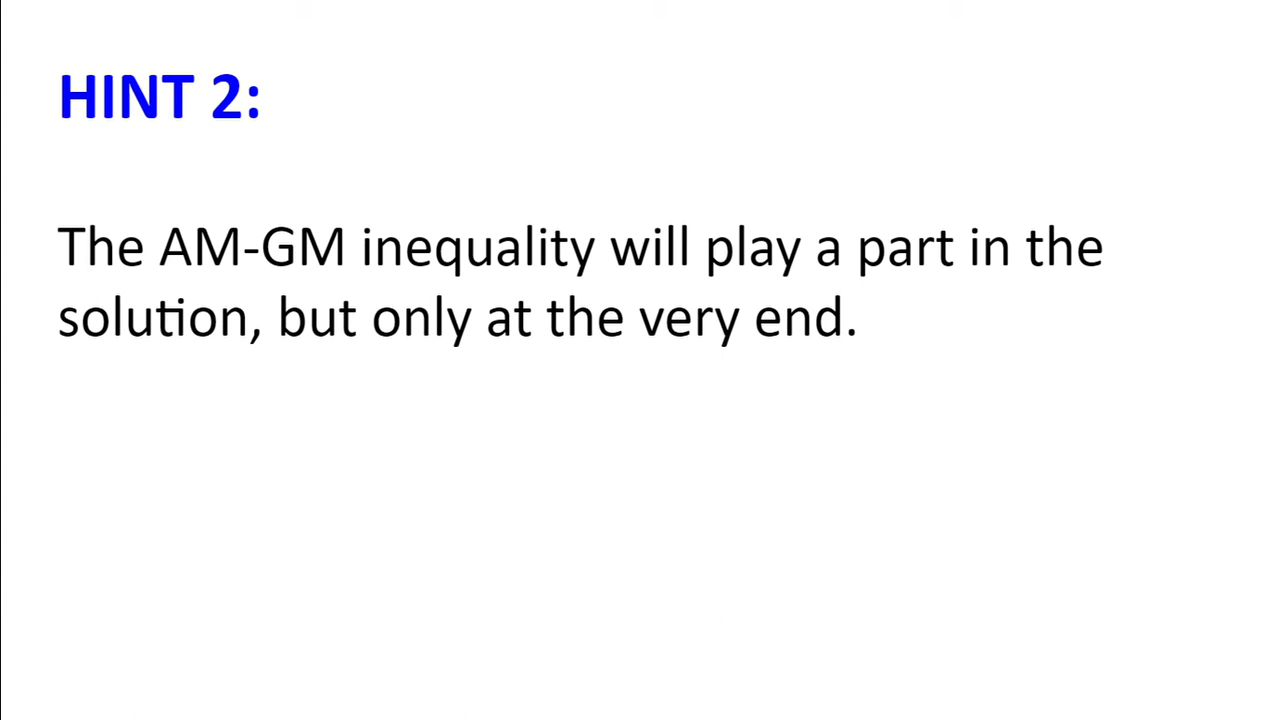 HINT 2:
The AM-GM inequality will play a part in the
solution, but only at the very end.